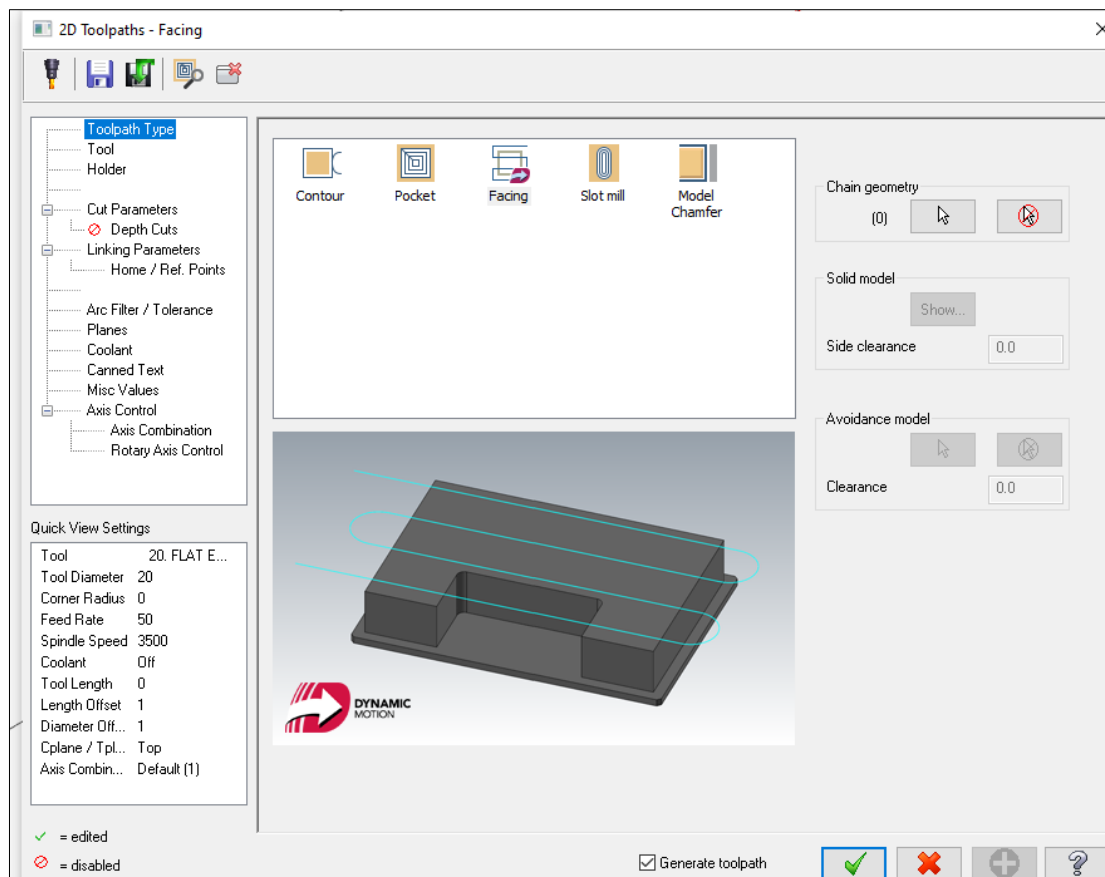 2D Toolpaths - Facing
Toolpath Type
Tool
Holder
Cut Parameters
Depth Cuts
Linking Parameters
Home / Ref. Points
Arc Filter / Tolerance
Planes
Coolant
Canned Text
Misc Values
Axis Control
Axis Combination
Rotary Axis Control
Contour
Pocket
Facing
Slot mill
Model
Chamfer
Chain geometry
(0)
Solid model
Show...
Side clearance
0.0
Avoidance model
Clearance
0.0
DYNAMIC
MOTION
Quick View Settings
Tool 20. FLAT E...
Tool Diameter 20
Corner Radius 0
Feed Rate 50
Spindle Speed 3500
Coolant Off
Tool Length 0
Length Offset 1
Diameter Off... 1
Cplane / Tpl... Top
Axis Combin... Default (1)
= edited
= disabled
Generate toolpath